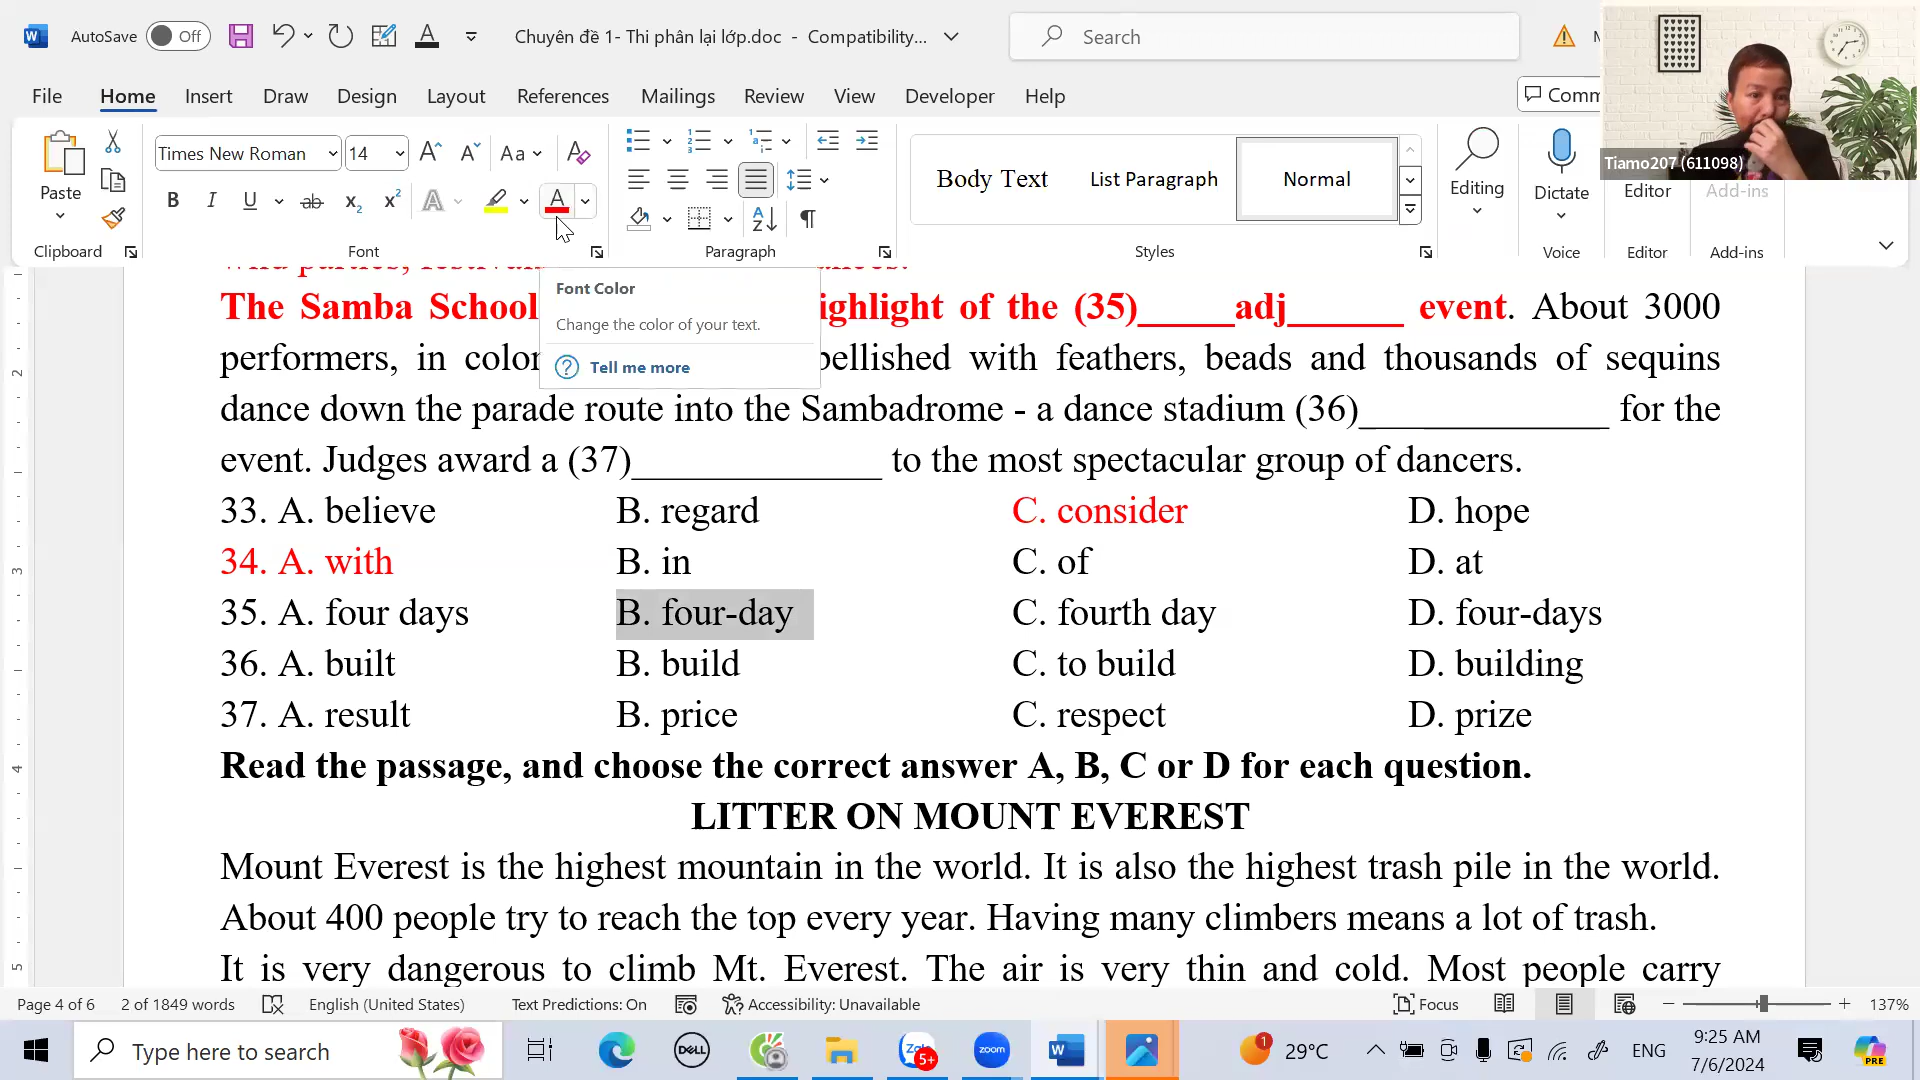 AutoSave Off Chuyên đề 1- Thi phân lại lớp.doc - Compatibility... Search
File Home Insert Draw Design Layout References Mailings Review View Developer Help
Tiamo207 (611098)
Paste
Times New Roman 14
Body Text List Paragraph Normal
Editing
Dictate
Editor
Add-ins
Clipboard Font Paragraph Styles Voice Editor Add-ins
Font Color
Change the color of your text.
Tell me more
The Samba School ighlight of the (35)_____adj______ event. About 3000
performers, in color pellished with feathers, beads and thousands of sequins
dance down the parade route into the Sambadrome - a dance stadium (36)_____________ for the
event. Judges award a (37)_____________ to the most spectacular group of dancers.
33. A. believe B. regard C. consider D. hope
34. A. with B. in C. of D. at
35. A. four days B. four-day C. fourth day D. four-days
36. A. built B. build C. to build D. building
37. A. result B. price C. respect D. prize
Read the passage, and choose the correct answer A, B, C or D for each question.
LITTER ON MOUNT EVEREST
Mount Everest is the highest mountain in the world. It is also the highest trash pile in the world.
About 400 people try to reach the top every year. Having many climbers means a lot of trash.
It is very dangerous to climb Mt. Everest. The air is very thin and cold. Most people carry
Page 4 of 6 2 of 1849 words English (United States) Text Predictions: On Accessibility: Unavailable Focus 137%
Type here to search 29°C ENG 9:25 AM
7/6/2024